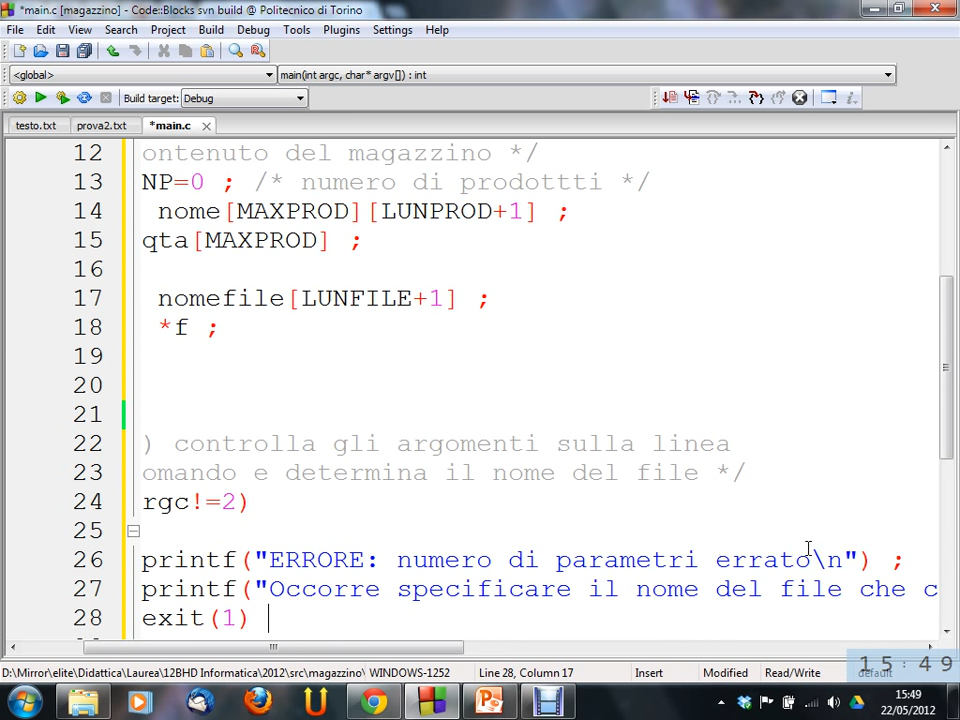 *main.c [magazzino] - Code::Blocks svn build @ Politecnico di Torino
File Edit View Search Project Build Debug Tools Plugins Settings Help
<global> main(int argc, char* argv[]) : int
Build target: Debug
testo.txt prova2.txt *main.c
12 ontenuto del magazzino */
13 NP=0 ; /* numero di prodottti */
14 nome[MAXPROD][LUNPROD+1] ;
15 qta[MAXPROD] ;
16
17 nomefile[LUNFILE+1] ;
18 *f ;
19
20
21
22 ) controlla gli argomenti sulla linea
23 omando e determina il nome del file */
24 rgc!=2)
25
26 printf("ERRORE: numero di parametri errato\n") ;
27 printf("Occorre specificare il nome del file che c
28 exit(1)
D:\Mirror\elite\Didattica\Laurea\12BHD Informatica\2012\src\magazzino\ WINDOWS-1252 Line 28, Column 17 Insert Modified Read/Write default
15:49
15:49
22/05/2012